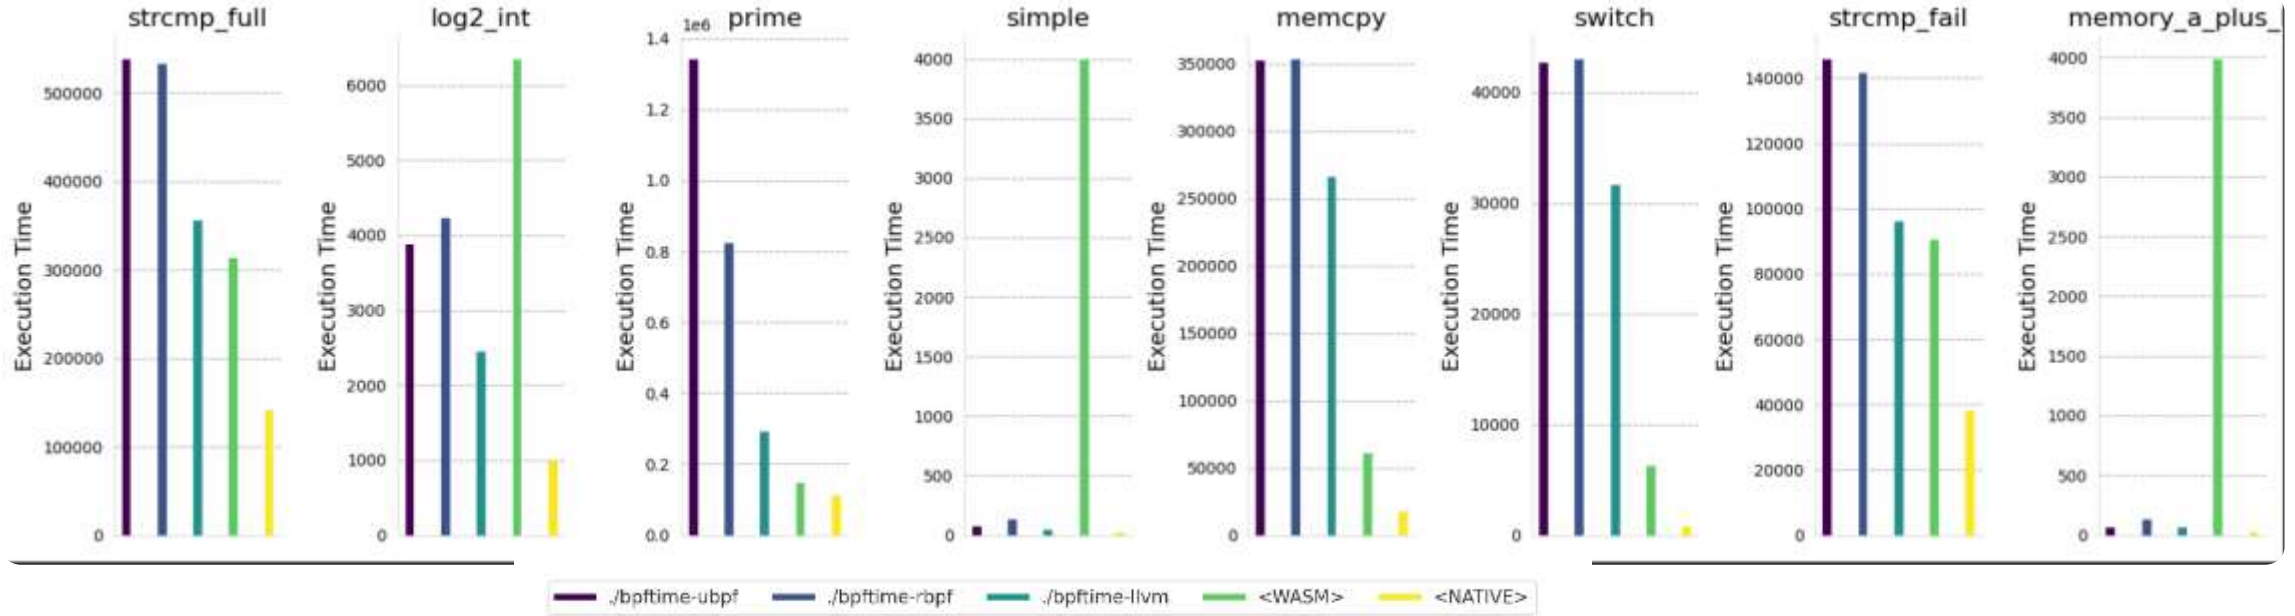 strcmp_full
log2_int
prime
simple
memcpy
switch
strcmp_fail
memory_a_plus_
Execution Time
500000
400000
300000
200000
100000
0
Execution Time
6000
5000
4000
3000
2000
1000
0
Execution Time
1e6
1.4
1.2
1.0
0.8
0.6
0.4
0.2
0.0
Execution Time
4000
3500
3000
2500
2000
1500
1000
500
0
Execution Time
350000
300000
250000
200000
150000
100000
50000
0
Execution Time
40000
30000
20000
10000
0
Execution Time
140000
120000
100000
80000
60000
40000
20000
0
Execution Time
4000
3500
3000
2500
2000
1500
1000
500
0
./bpftime-ubpf
./bpftime-rbpf
./bpftime-llvm
<WASM>
<NATIVE>